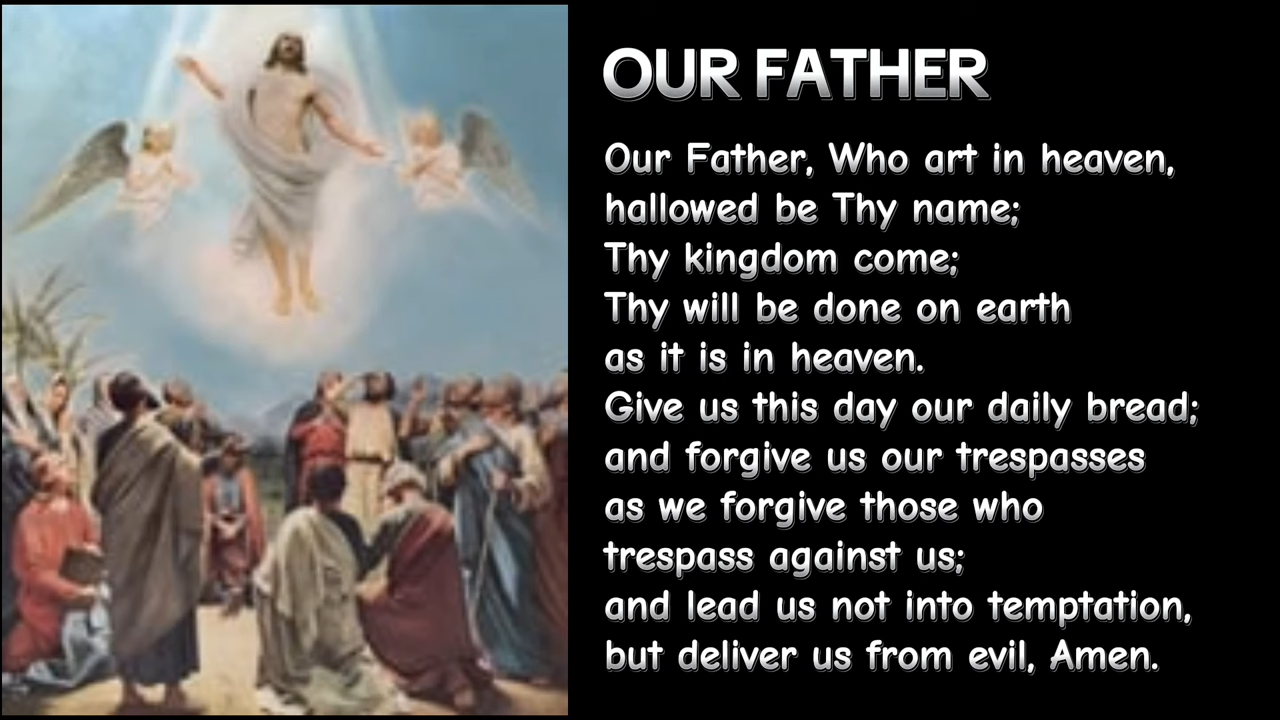 OUR FATHER
Our Father, Who art in heaven,
hallowed be Thy name;
Thy kingdom come;
Thy will be done on earth
as it is in heaven.
Give us this day our daily bread;
and forgive us our trespasses
as we forgive those who
trespass against us;
and lead us not into temptation,
but deliver us from evil, Amen.